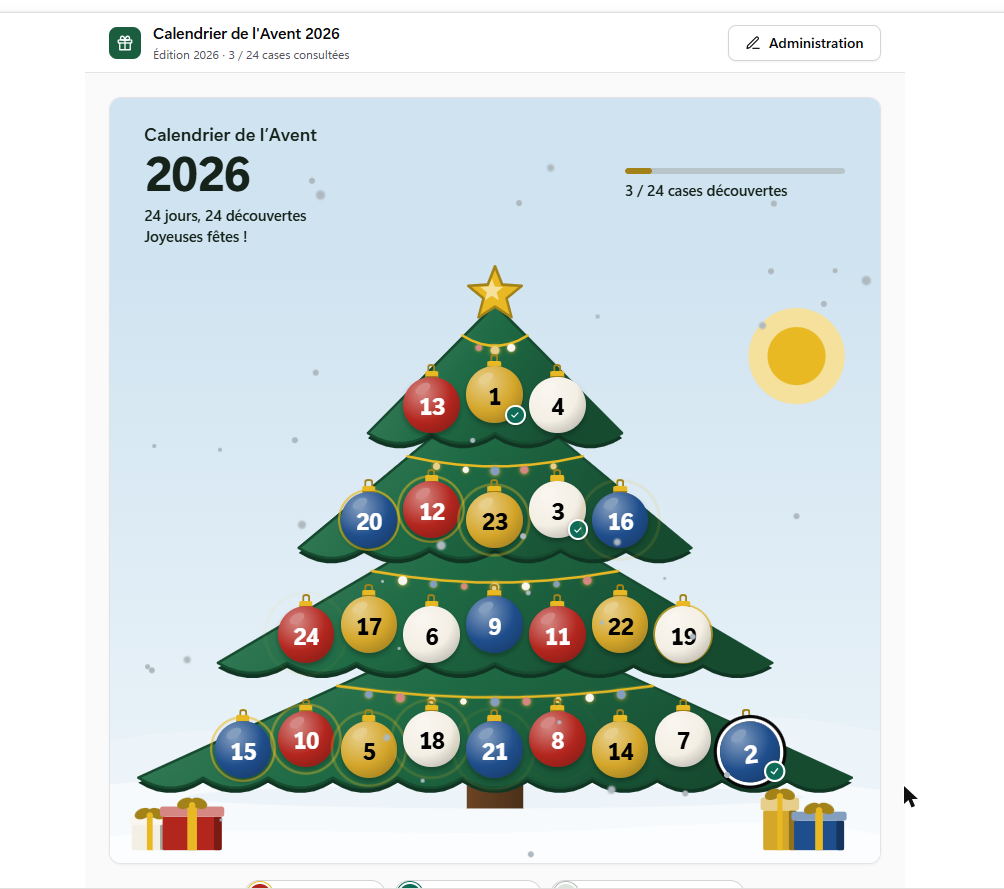 Calendrier de l'Avent 2026
Édition 2026 · 3 / 24 cases consultées
Administration
Calendrier de l’Avent
2026
24 jours, 24 découvertes
Joyeuses fêtes !
3 / 24 cases découvertes
13 1 4
20 12 23 3 16
24 17 6 9 11 22 19
15 10 5 18 21 8 14 7 2